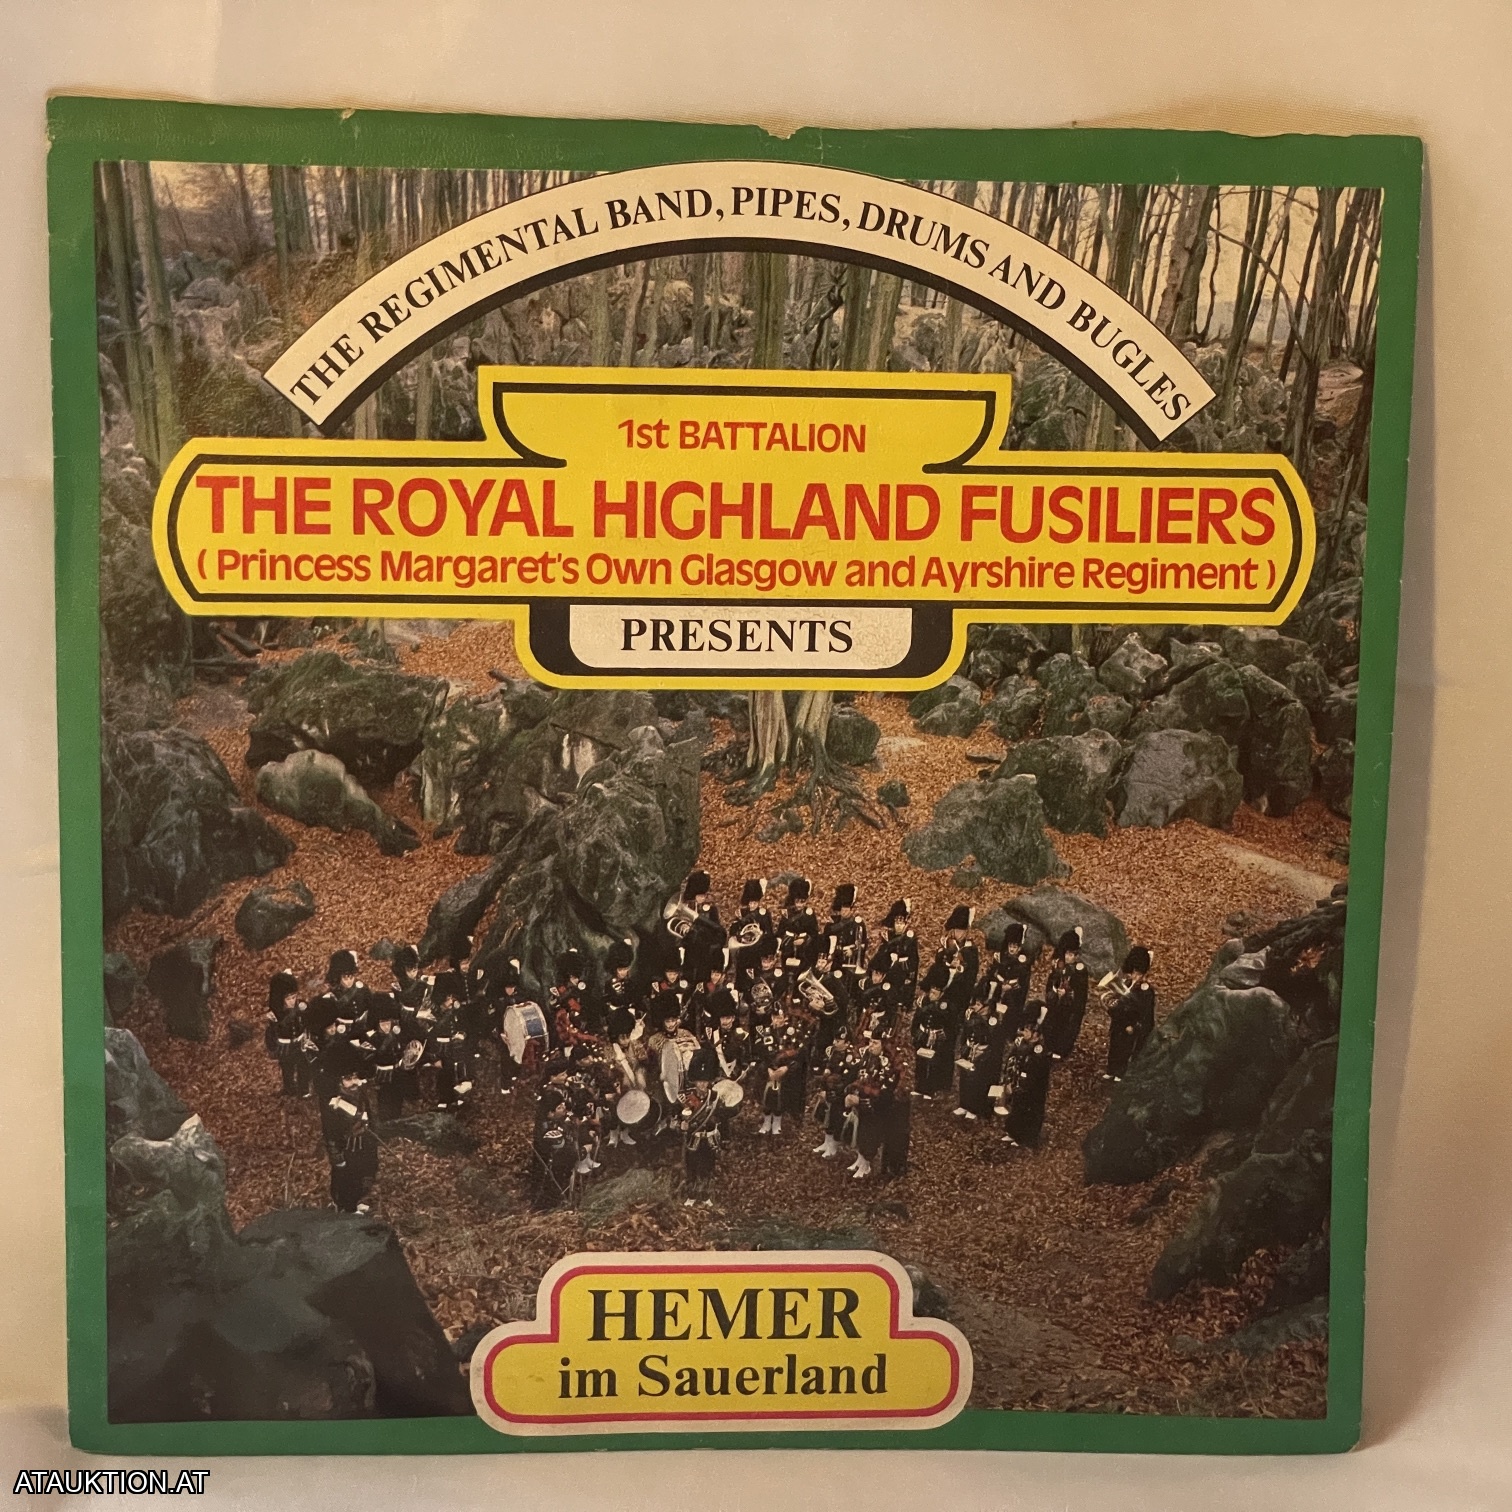 THE REGIMENTAL BAND, PIPES, DRUMS AND BUGLES
1st BATTALION
THE ROYAL HIGHLAND FUSILIERS
( Princess Margaret's Own Glasgow and Ayrshire Regiment )
PRESENTS
HEMER
im Sauerland
ATAUKTION.AT